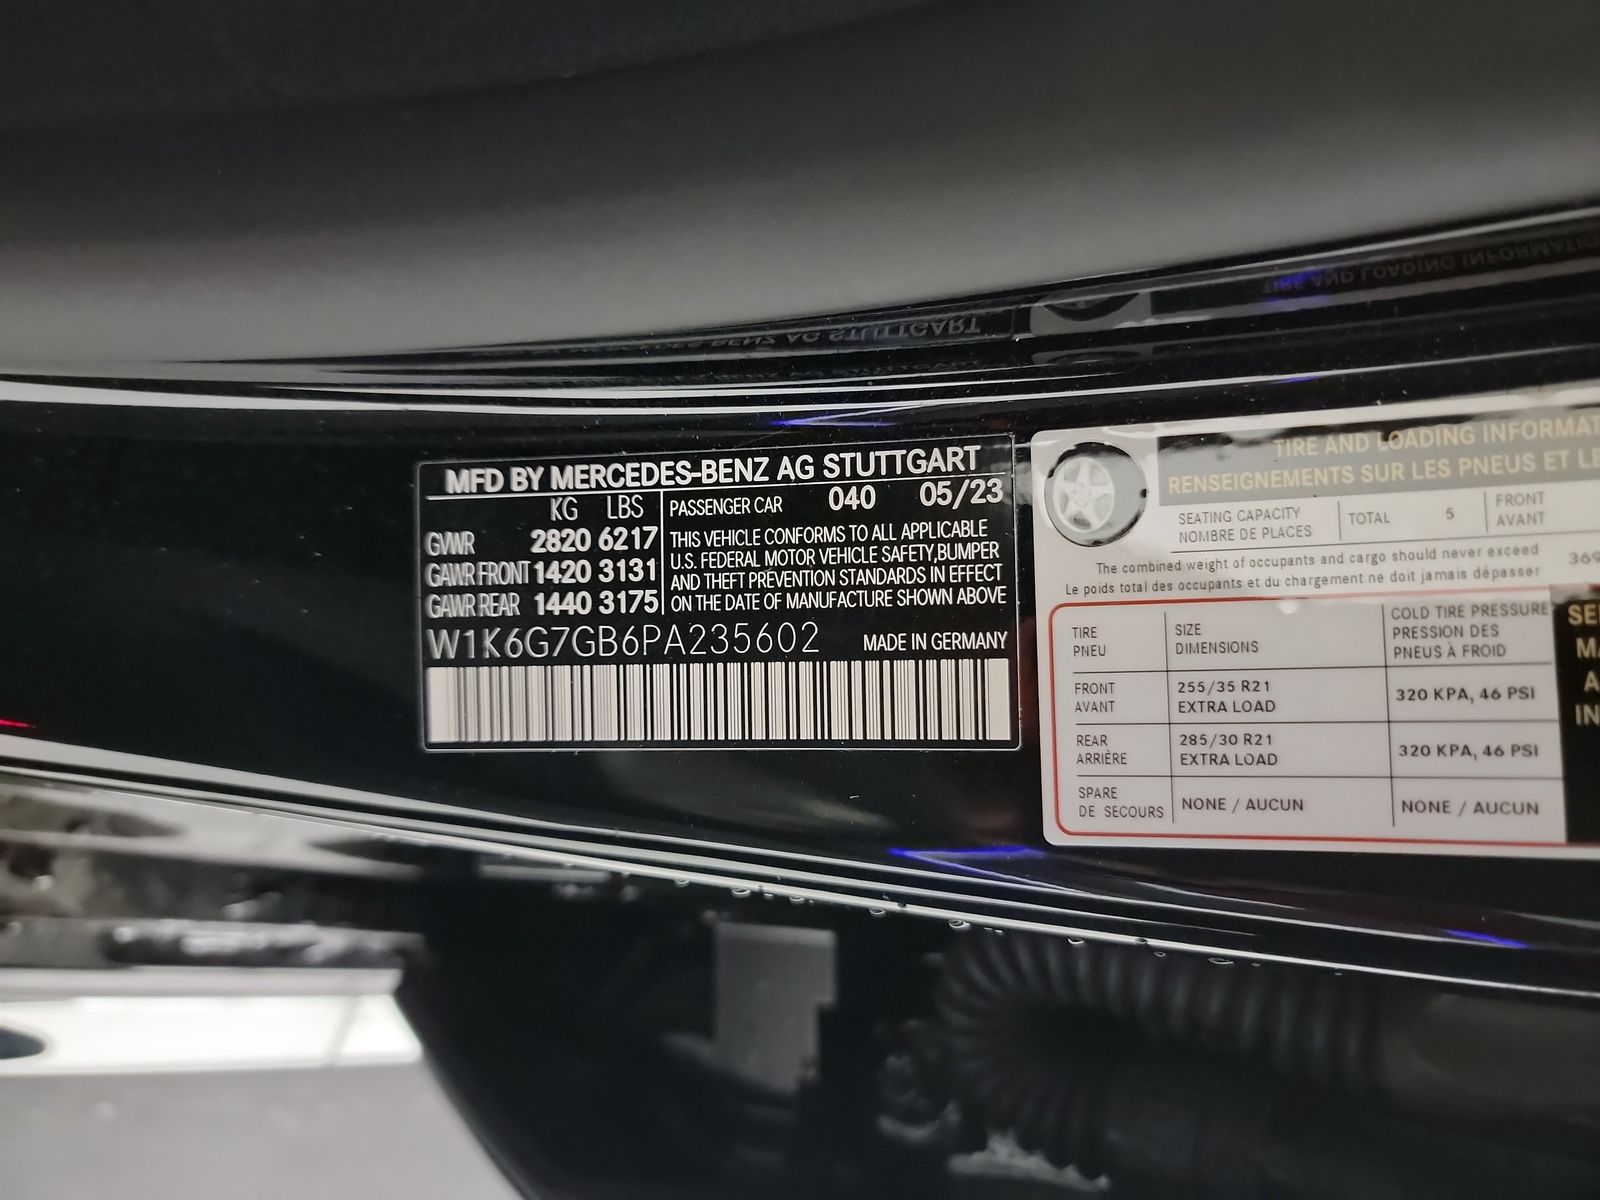 MFD BY MERCEDES-BENZ AG STUTTGART
KG LBS
GVWR 2820 6217
GAWR FRONT 1420 3131
GAWR REAR 1440 3175
PASSENGER CAR 040 05/23
THIS VEHICLE CONFORMS TO ALL APPLICABLE
U.S. FEDERAL MOTOR VEHICLE SAFETY, BUMPER
AND THEFT PREVENTION STANDARDS IN EFFECT
ON THE DATE OF MANUFACTURE SHOWN ABOVE
W1K6G7GB6PA235602 MADE IN GERMANY
TIRE AND LOADING INFORMAT
RENSEIGNEMENTS SUR LES PNEUS ET LE
SEATING CAPACITY
NOMBRE DE PLACES
TOTAL 5
FRONT
AVANT
The combined weight of occupants and cargo should never exceed
Le poids total des occupants et du chargement ne doit jamais dépasser
369
TIRE
PNEU
SIZE
DIMENSIONS
COLD TIRE PRESSURE
PRESSION DES
PNEUS À FROID
FRONT
AVANT
255/35 R21
EXTRA LOAD
320 KPA, 46 PSI
REAR
ARRIÈRE
285/30 R21
EXTRA LOAD
320 KPA, 46 PSI
SPARE
DE SECOURS
NONE / AUCUN
NONE / AUCUN